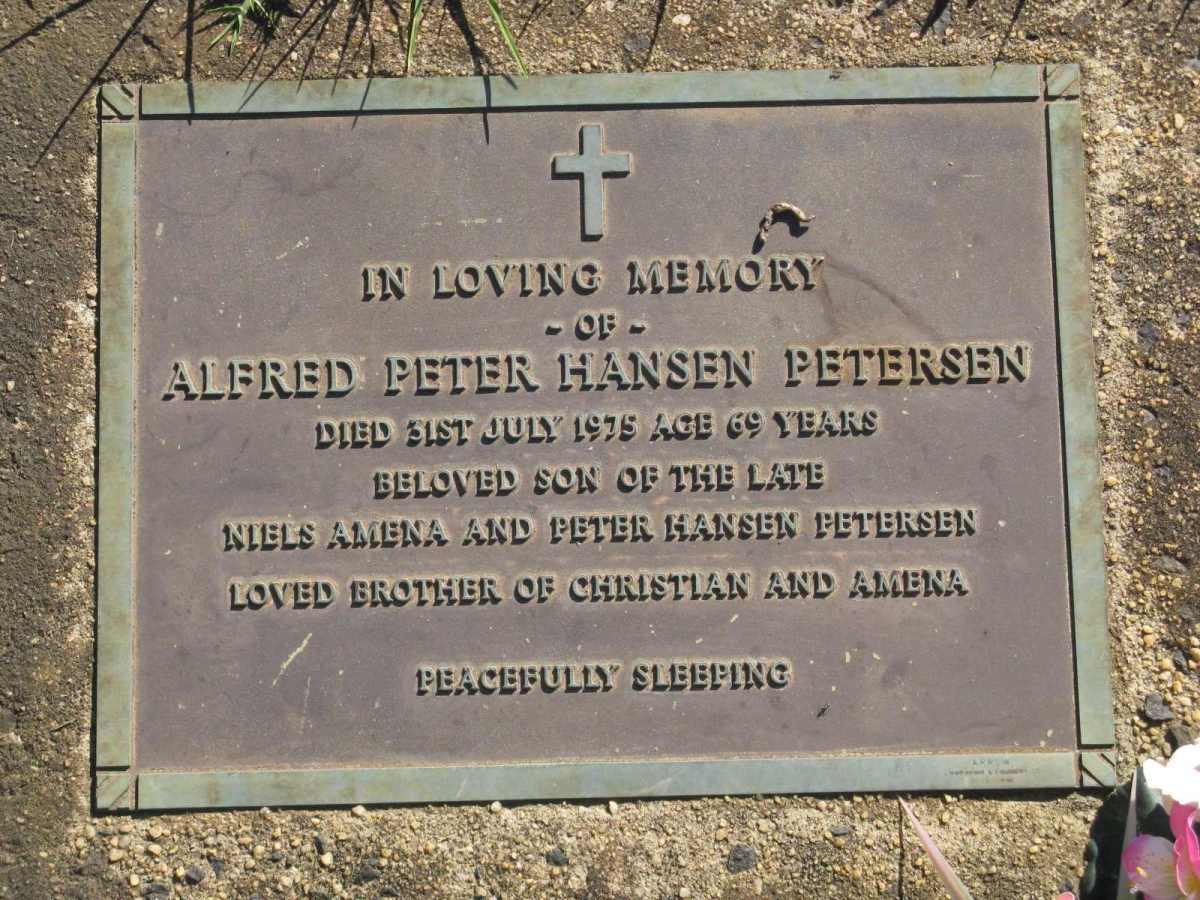 IN LOVING MEMORY
- OF -
ALFRED PETER HANSEN PETERSEN
DIED 31ST JULY 1975 AGE 69 YEARS
BELOVED SON OF THE LATE
NIELS AMENA AND PETER HANSEN PETERSEN
LOVED BROTHER OF CHRISTIAN AND AMENA
PEACEFULLY SLEEPING